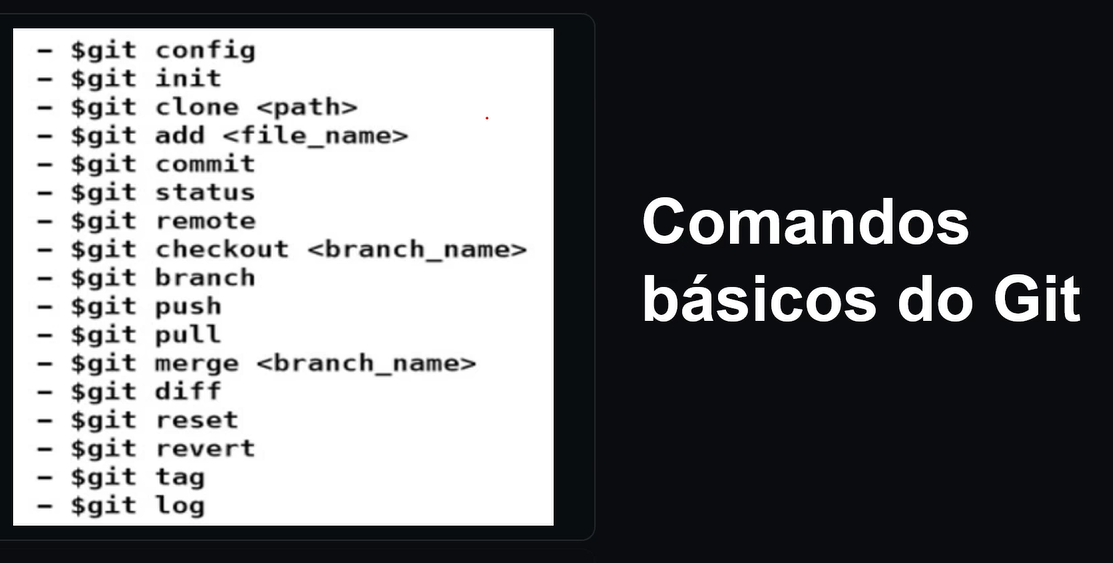 – $git config
– $git init
– $git clone <path>
– $git add <file_name>
– $git commit
– $git status
– $git remote
– $git checkout <branch_name>
– $git branch
– $git push
– $git pull
– $git merge <branch_name>
– $git diff
– $git reset
– $git revert
– $git tag
– $git log
Comandos
básicos do Git